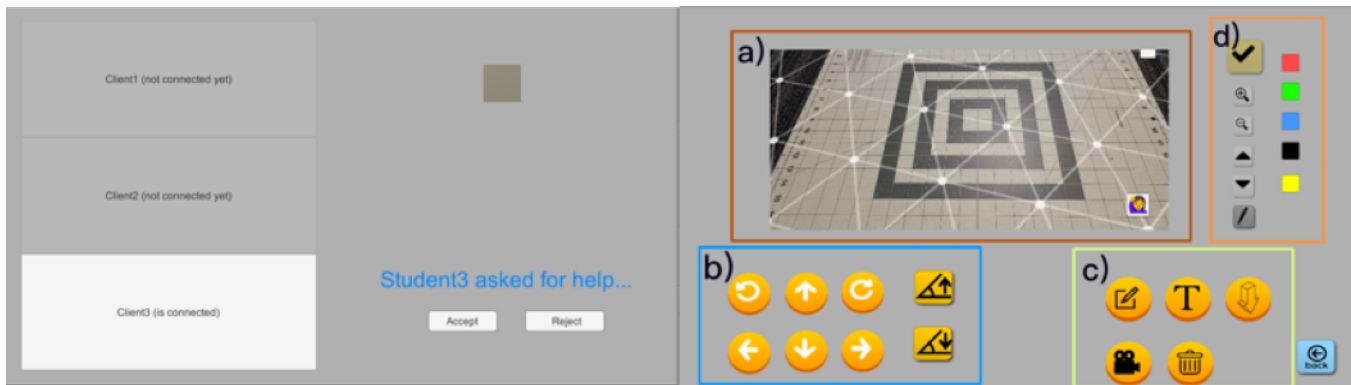 Client1 (not connected yet)
Client2 (not connected yet)
Client3 (is connected)
Student3 asked for help...
Accept
Reject
a)
b)
c)
T
d)
back